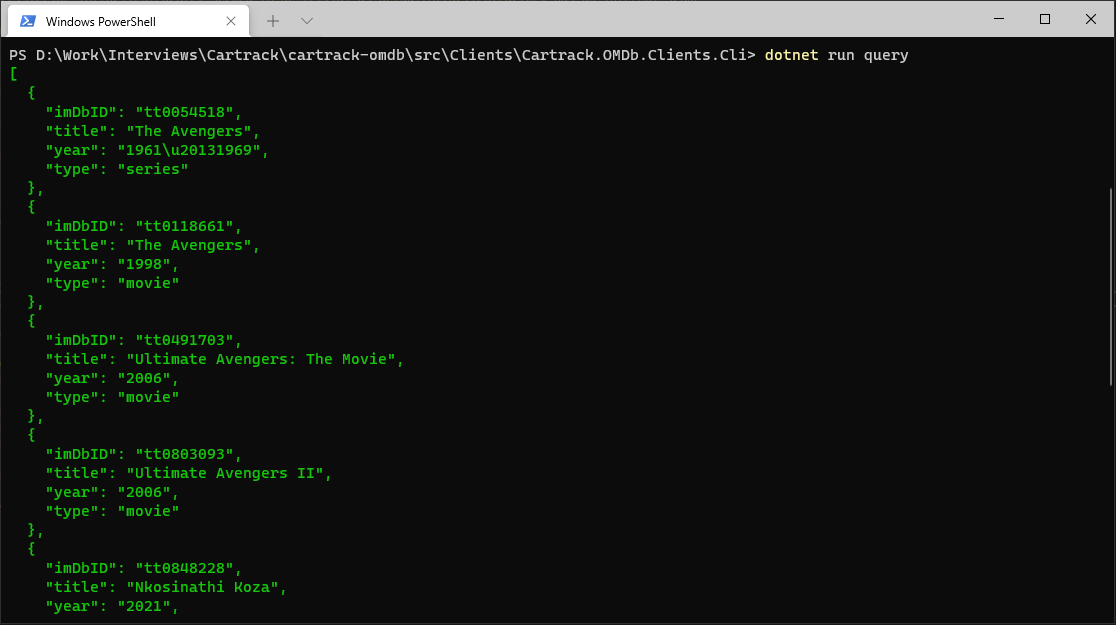 Windows PowerShell
PS D:\Work\Interviews\Cartrack\cartrack-omdb\src\Clients\Cartrack.OMDb.Clients.Cli> dotnet run query
[
  {
    "imDbID": "tt0054518",
    "title": "The Avengers",
    "year": "1961\u20131969",
    "type": "series"
  },
  {
    "imDbID": "tt0118661",
    "title": "The Avengers",
    "year": "1998",
    "type": "movie"
  },
  {
    "imDbID": "tt0491703",
    "title": "Ultimate Avengers: The Movie",
    "year": "2006",
    "type": "movie"
  },
  {
    "imDbID": "tt0803093",
    "title": "Ultimate Avengers II",
    "year": "2006",
    "type": "movie"
  },
  {
    "imDbID": "tt0848228",
    "title": "Nkosinathi Koza",
    "year": "2021",